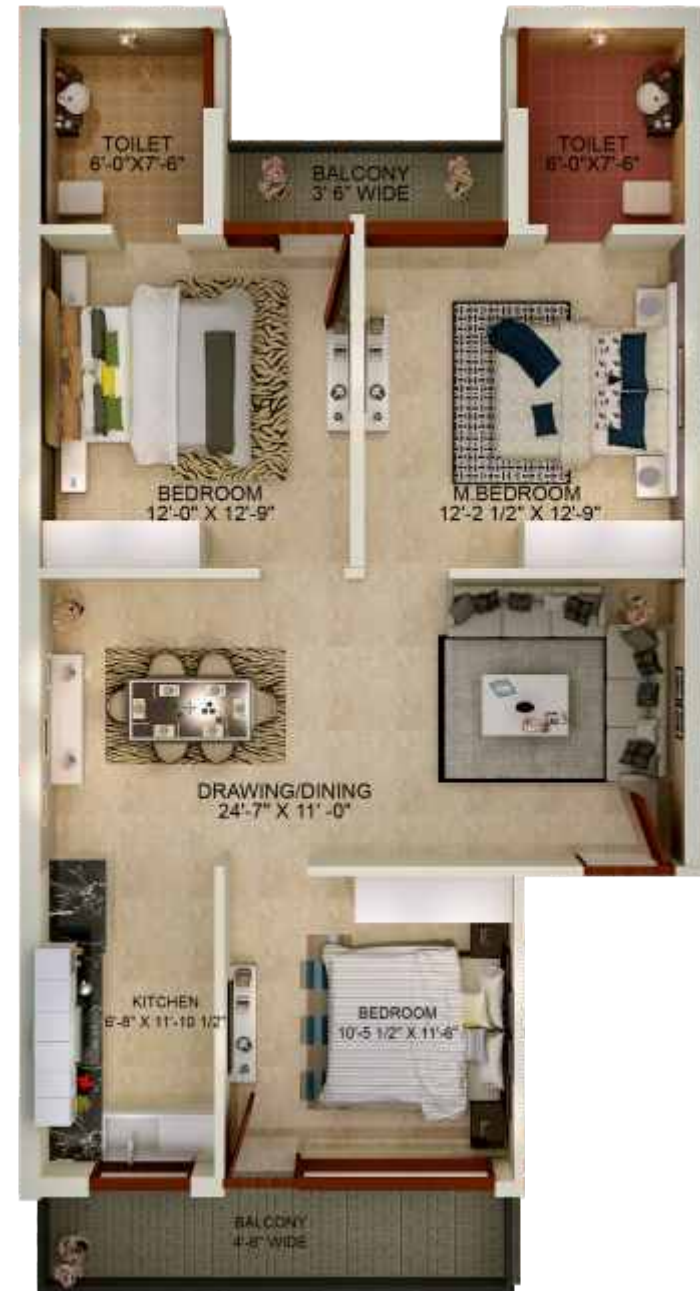 TOILET
6'-0"X7'-6"
TOILET
6'-0"X7'-6"
BALCONY
3' 6" WIDE
BEDROOM
12'-0" X 12'-9"
M.BEDROOM
12'-2 1/2" X 12'-9"
DRAWING/DINING
24'-7" X 11' -0"
KITCHEN
6'-8" X 11'-10 1/2"
BEDROOM
10'-5 1/2" X 11'-6"
BALCONY
4'-6" WIDE